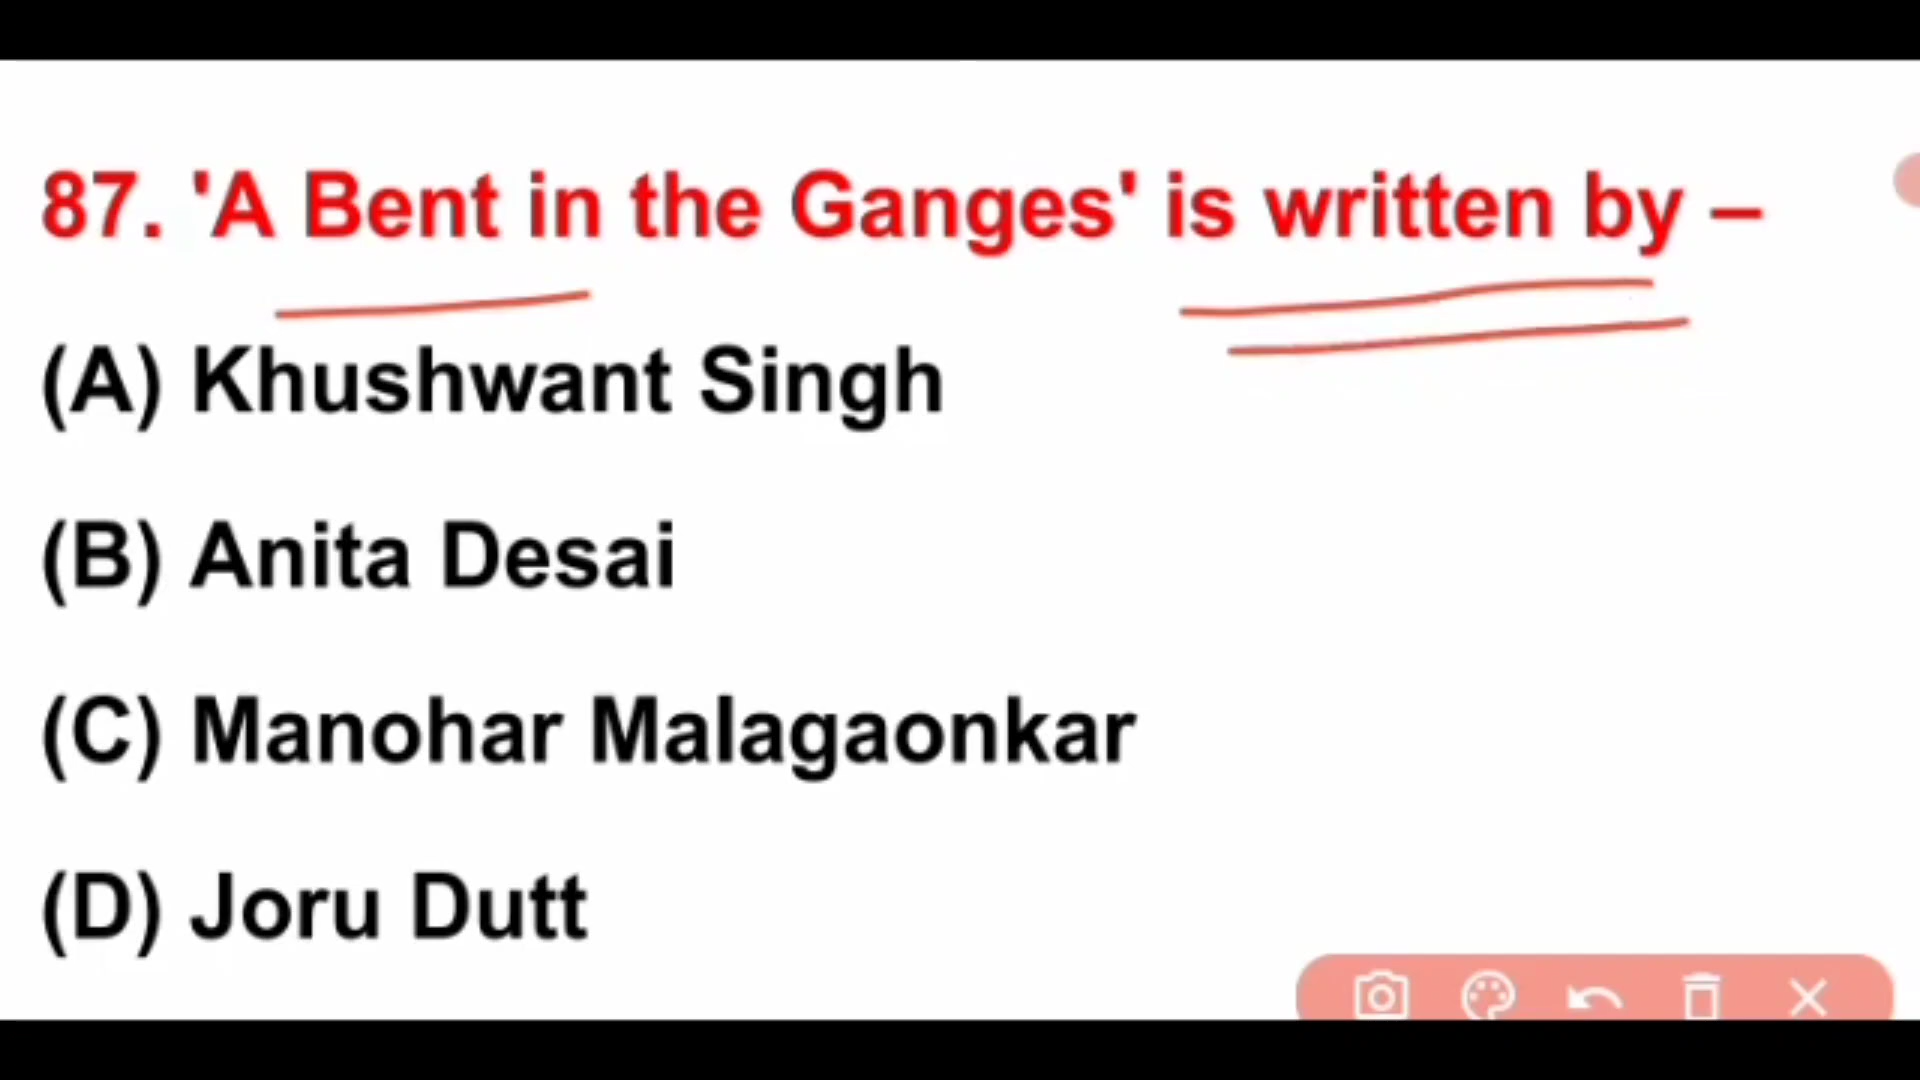 87. 'A Bent in the Ganges' is written by –
(A) Khushwant Singh
(B) Anita Desai
(C) Manohar Malagaonkar
(D) Joru Dutt